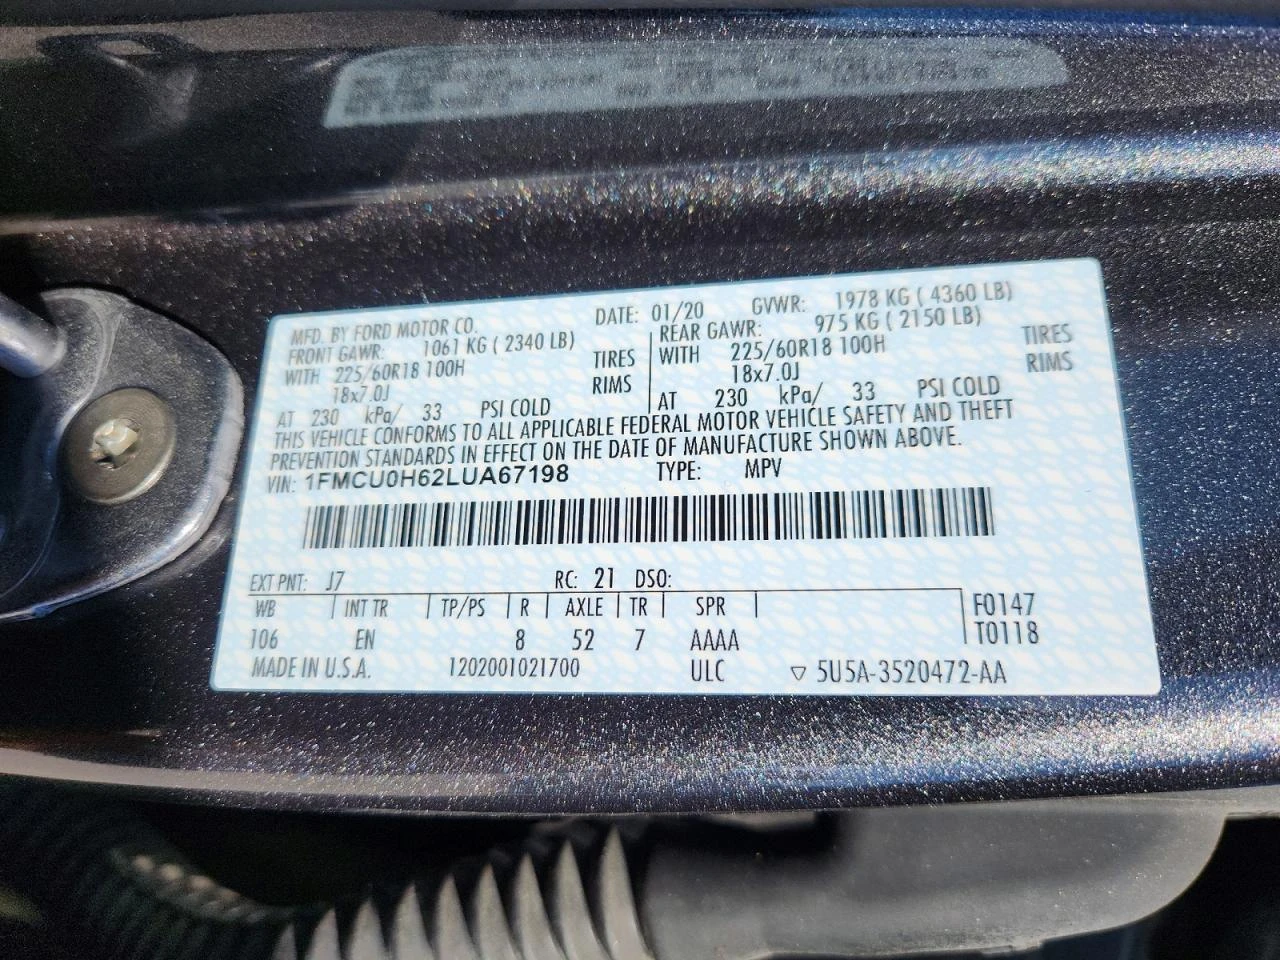 MFD. BY FORD MOTOR CO. DATE: 01/20 GVWR: 1978 KG ( 4360 LB)
FRONT GAWR: 1061 KG ( 2340 LB) REAR GAWR: 975 KG ( 2150 LB)
WITH 225/60R18 100H TIRES WITH 225/60R18 100H TIRES
18x7.0J RIMS 18x7.0J RIMS
AT 230 kPa/ 33 PSI COLD AT 230 kPa/ 33 PSI COLD
THIS VEHICLE CONFORMS TO ALL APPLICABLE FEDERAL MOTOR VEHICLE SAFETY AND THEFT
PREVENTION STANDARDS IN EFFECT ON THE DATE OF MANUFACTURE SHOWN ABOVE.
VIN: 1FMCU0H62LUA67198 TYPE: MPV
EXT PNT: J7 RC: 21 DSO:
WB INT TR TP/PS R AXLE TR SPR F0147
106 EN 8 52 7 AAAA T0118
MADE IN U.S.A. 1202001021700 ULC ▽ 5U5A-3520472-AA